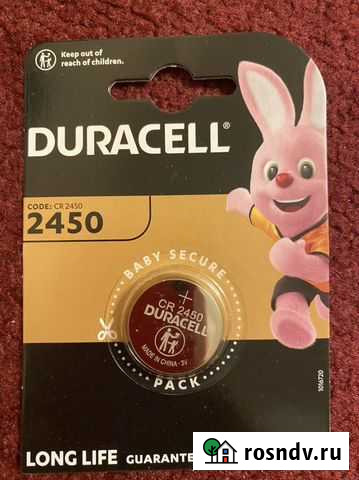 Keep out of
reach of children.
DURACELL®
CODE: CR 2450
2450
BABY SECURE
+
CR 2450
DURACELL
MADE IN CHINA - 3V
PACK
1016720
LONG LIFE GUARANTE
rosndv.ru